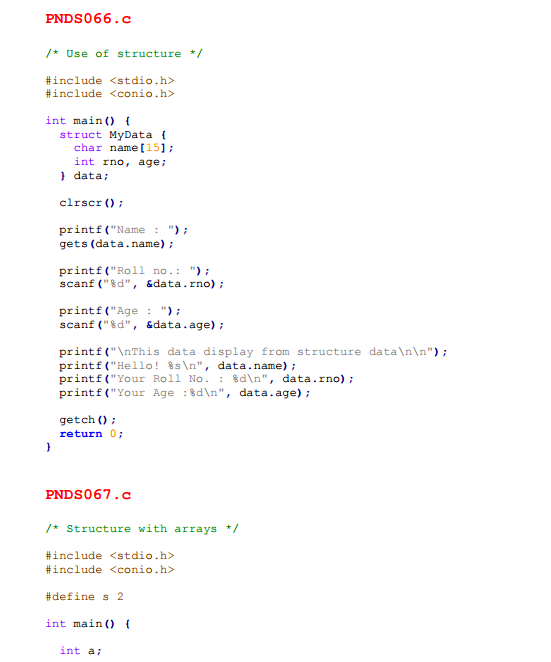 PNDS066.c
/* Use of structure */
#include <stdio.h>
#include <conio.h>
int main() {
struct MyData {
char name[15];
int rno, age;
} data;
clrscr();
printf("Name : ");
gets(data.name);
printf("Roll no.: ");
scanf("%d", &data.rno);
printf("Age : ");
scanf("%d", &data.age);
printf("\nThis data display from structure data\n\n");
printf("Hello! %s\n", data.name);
printf("Your Roll No. : %d\n", data.rno);
printf("Your Age :%d\n", data.age);
getch();
return 0;
}
PNDS067.c
/* Structure with arrays */
#include <stdio.h>
#include <conio.h>
#define s 2
int main() {
int a;